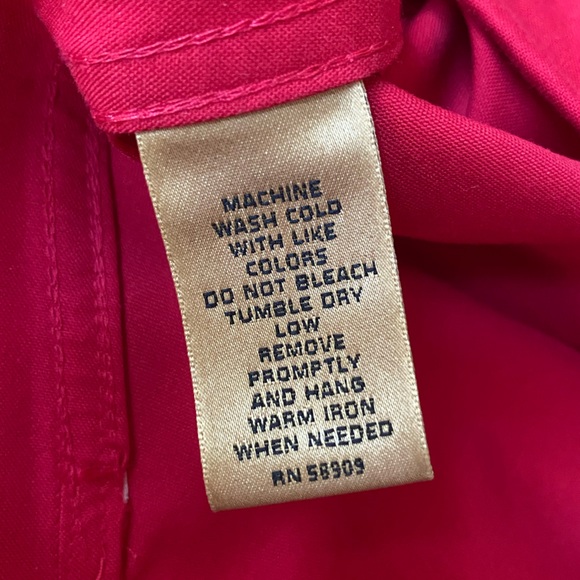 MACHINE
WASH COLD
WITH LIKE
COLORS
DO NOT BLEACH
TUMBLE DRY
LOW
REMOVE
PROMPTLY
AND HANG
WARM IRON
WHEN NEEDED
RN 58909